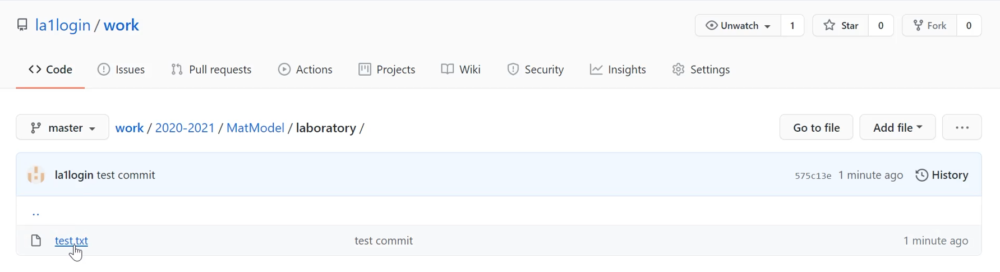 la1login / work
Unwatch 1 Star 0 Fork 0
Code Issues Pull requests Actions Projects Wiki Security Insights Settings
master work / 2020-2021 / MatModel / laboratory / Go to file Add file ...
la1login test commit 575c13e 1 minute ago History
..
test.txt test commit 1 minute ago